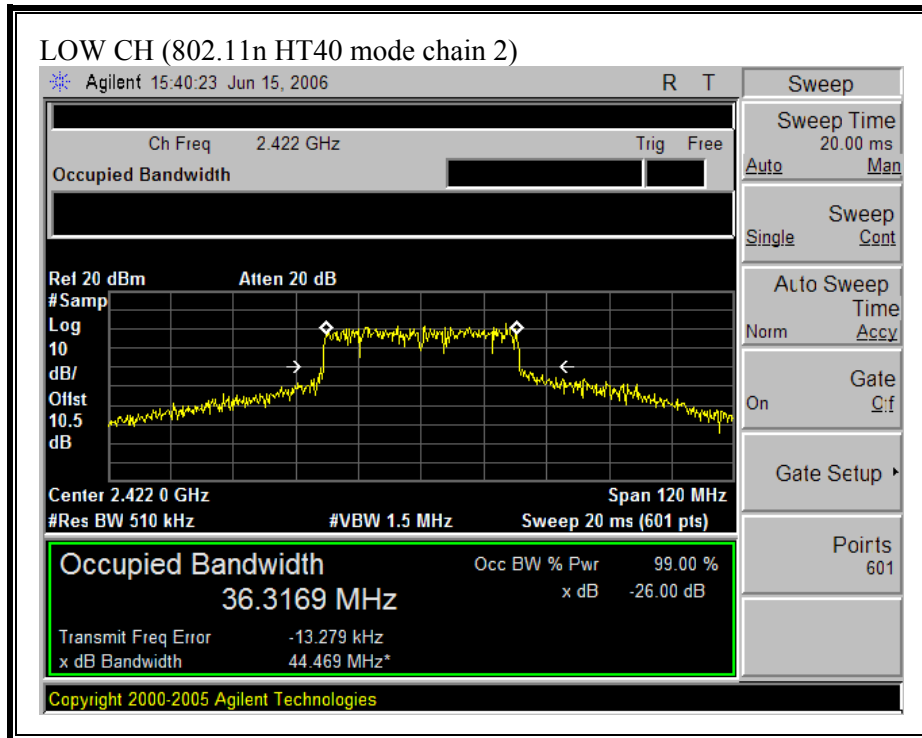 LOW CH (802.11n HT40 mode chain 2)
Agilent 15:40:23 Jun 15, 2006 R T
Ch Freq 2.422 GHz Trig Free
Occupied Bandwidth
Ref 20 dBm Atten 20 dB
#Samp
Log
10
dB/
Offst
10.5
dB
Center 2.422 0 GHz Span 120 MHz
#Res BW 510 kHz #VBW 1.5 MHz Sweep 20 ms (601 pts)
Occupied Bandwidth Occ BW % Pwr 99.00 %
36.3169 MHz x dB -26.00 dB
Transmit Freq Error -13.279 kHz
x dB Bandwidth 44.469 MHz*
Copyright 2000-2005 Agilent Technologies
Sweep
Sweep Time
20.00 ms
Auto Man
Sweep
Single Cont
Auto Sweep
Time
Norm Accy
Gate
On Off
Gate Setup
Points
601